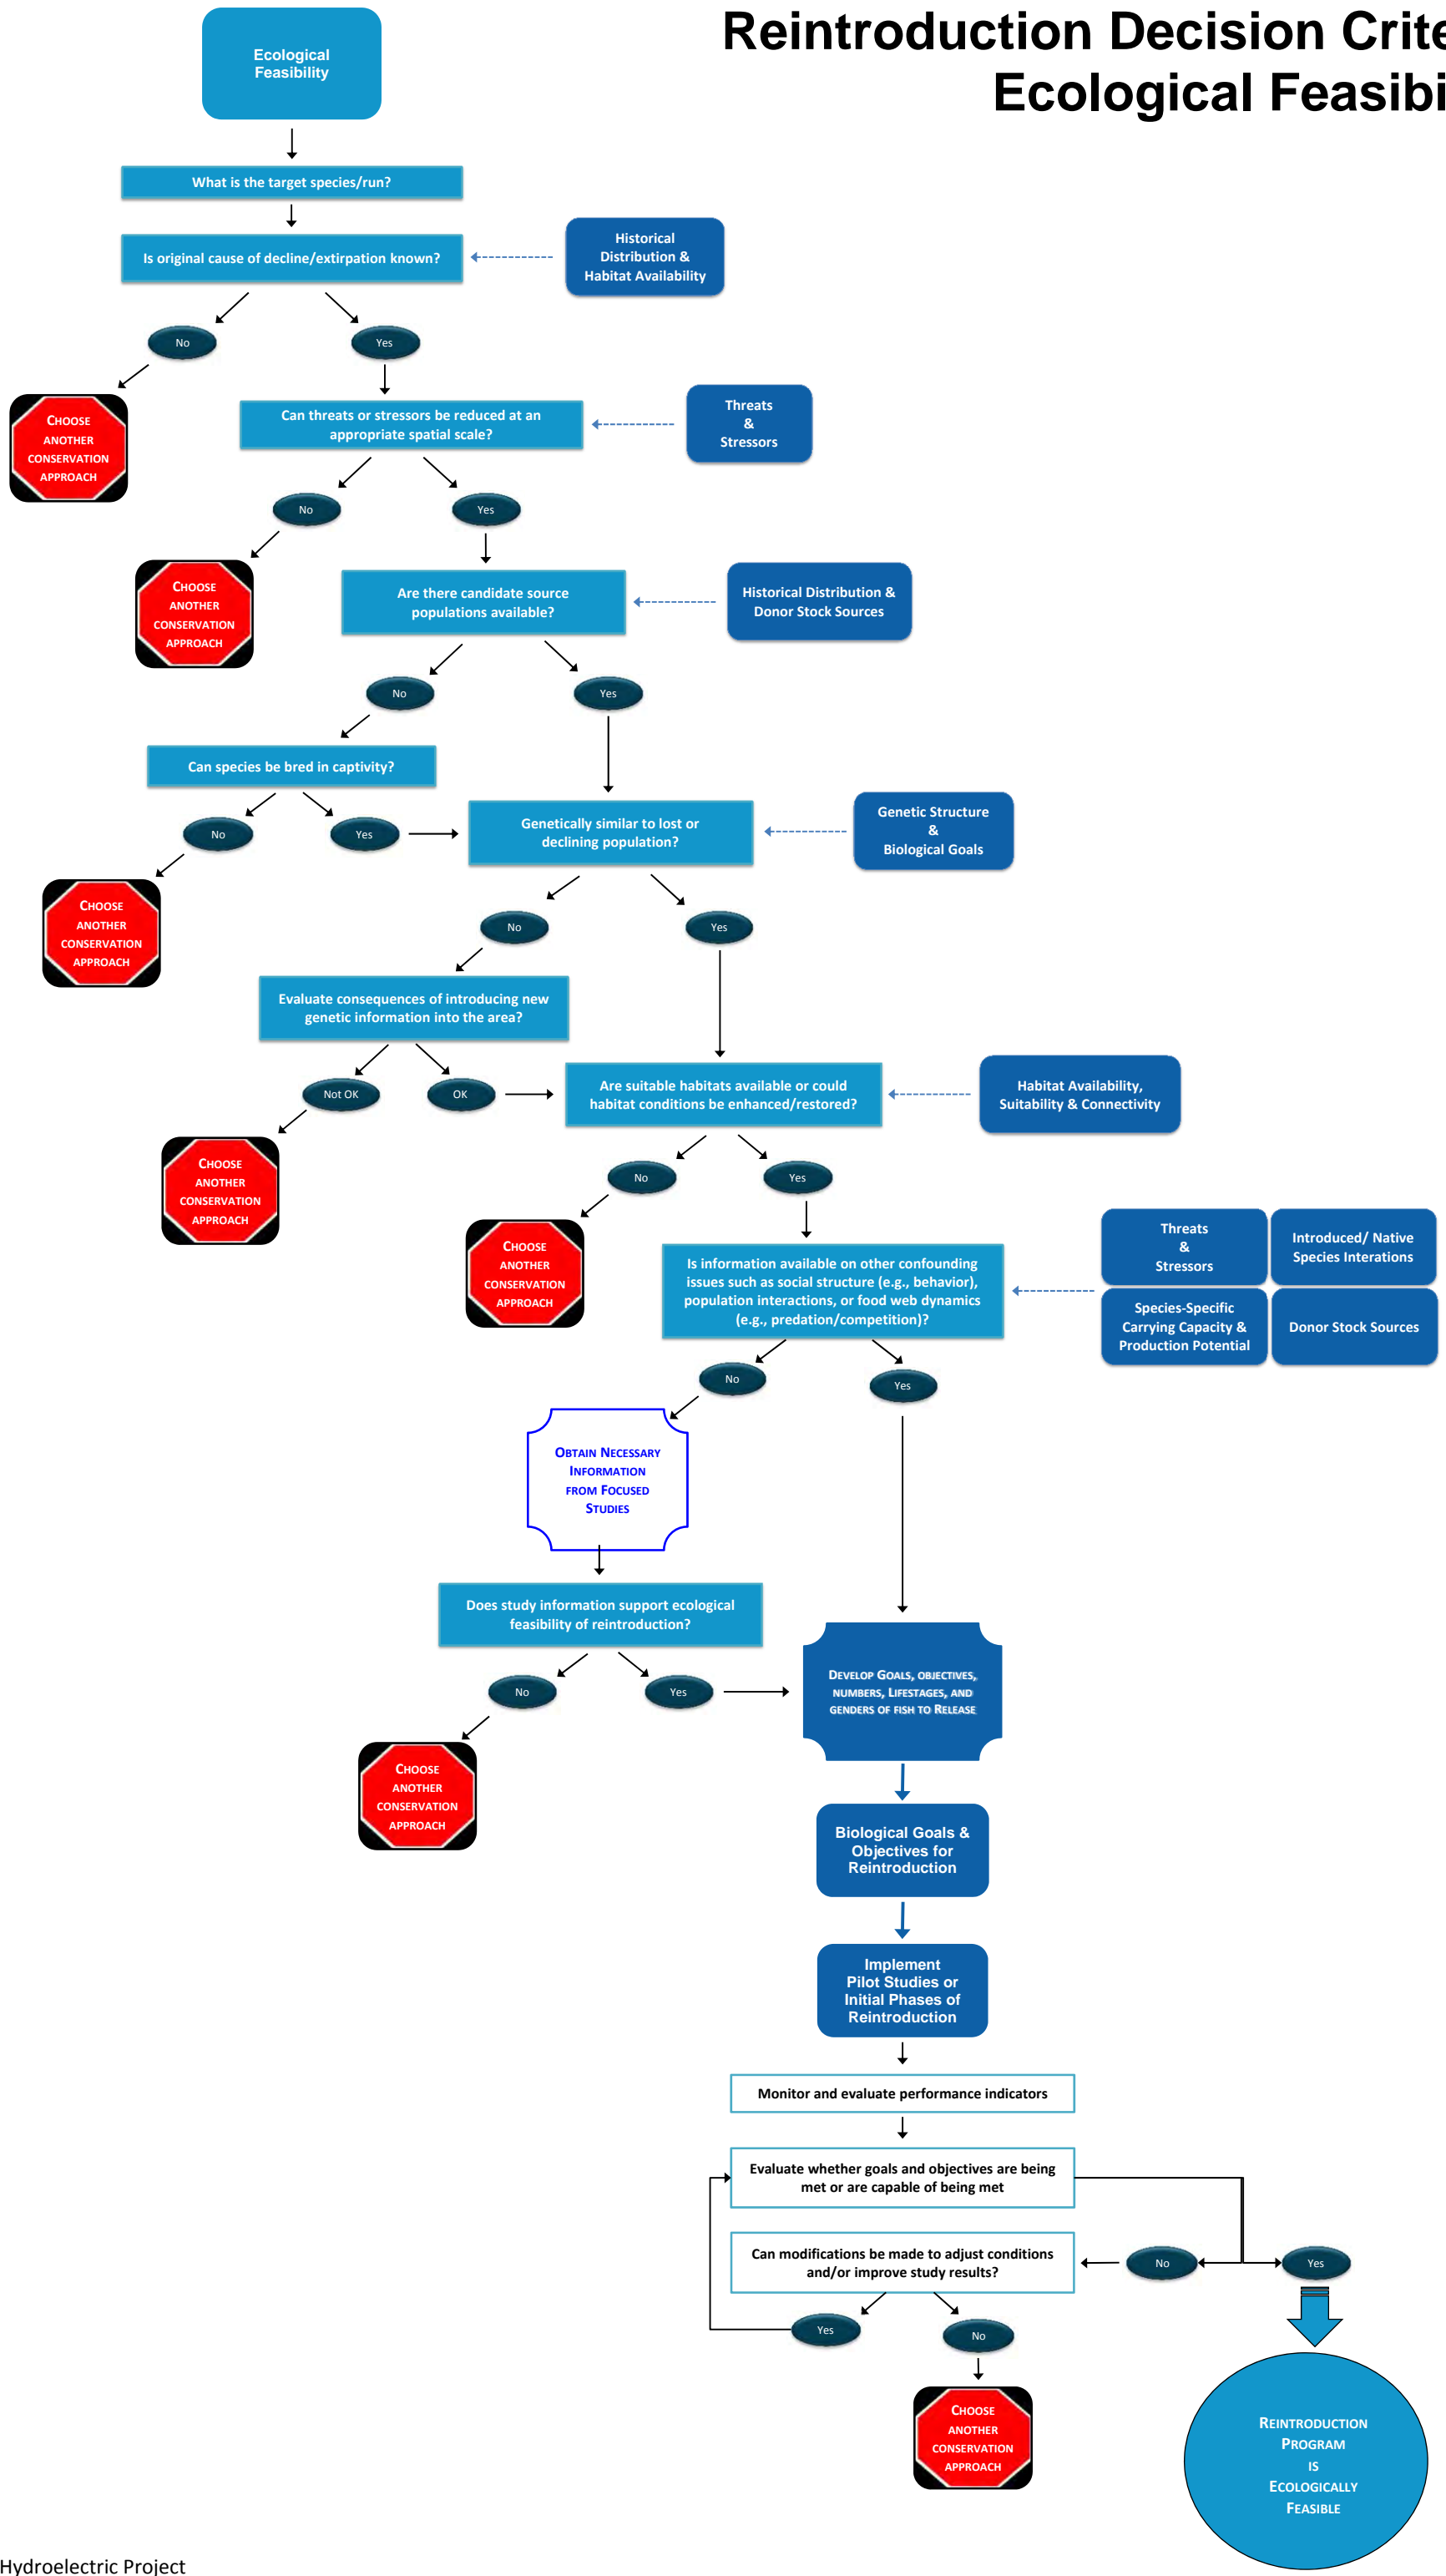 Reintroduction Decision Crite
Ecological Feasibi
Ecological
Feasibility
What is the target species/run?
Is original cause of decline/extirpation known?
Historical
Distribution &
Habitat Availability
No
Yes
CHOOSE
ANOTHER
CONSERVATION
APPROACH
Can threats or stressors be reduced at an
appropriate spatial scale?
Threats
&
Stressors
No
Yes
CHOOSE
ANOTHER
CONSERVATION
APPROACH
Are there candidate source
populations available?
Historical Distribution &
Donor Stock Sources
No
Yes
Can species be bred in captivity?
No
Yes
CHOOSE
ANOTHER
CONSERVATION
APPROACH
Genetically similar to lost or
declining population?
Genetic Structure
&
Biological Goals
No
Yes
Evaluate consequences of introducing new
genetic information into the area?
Not OK
OK
CHOOSE
ANOTHER
CONSERVATION
APPROACH
Are suitable habitats available or could
habitat conditions be enhanced/restored?
Habitat Availability,
Suitability & Connectivity
No
Yes
CHOOSE
ANOTHER
CONSERVATION
APPROACH
Is information available on other confounding
issues such as social structure (e.g., behavior),
population interactions, or food web dynamics
(e.g., predation/competition)?
Threats
&
Stressors
Introduced/ Native
Species Interations
Species-Specific
Carrying Capacity &
Production Potential
Donor Stock Sources
No
Yes
OBTAIN NECESSARY
INFORMATION
FROM FOCUSED
STUDIES
Does study information support ecological
feasibility of reintroduction?
No
Yes
CHOOSE
ANOTHER
CONSERVATION
APPROACH
DEVELOP GOALS, OBJECTIVES,
NUMBERS, LIFESTAGES, AND
GENDERS OF FISH TO RELEASE
Biological Goals &
Objectives for
Reintroduction
Implement
Pilot Studies or
Initial Phases of
Reintroduction
Monitor and evaluate performance indicators
Evaluate whether goals and objectives are being
met or are capable of being met
Can modifications be made to adjust conditions
and/or improve study results?
No
Yes
Yes
No
CHOOSE
ANOTHER
CONSERVATION
APPROACH
REINTRODUCTION
PROGRAM
IS
ECOLOGICALLY
FEASIBLE
Hydroelectric Project